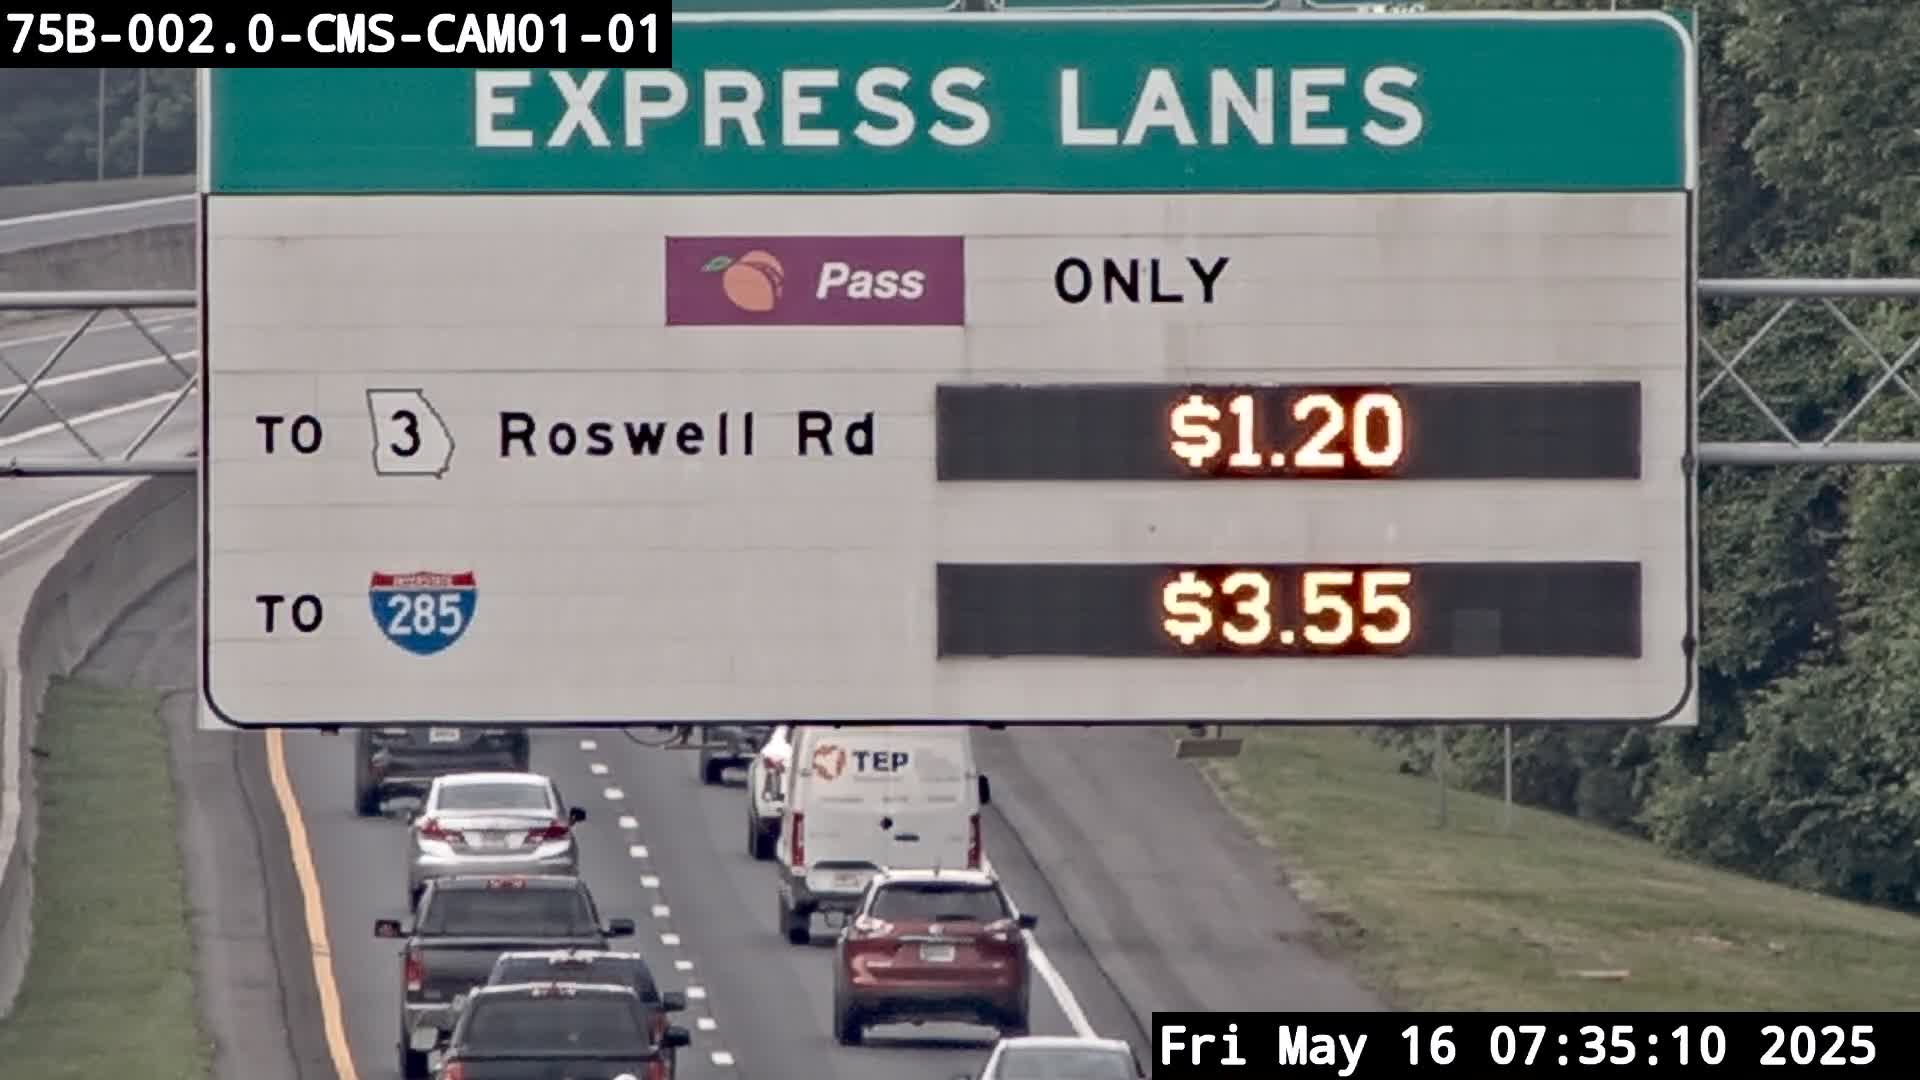 75B-002.0-CMS-CAM01-01
EXPRESS LANES
Pass ONLY
TO 3 Roswell Rd $1.20
TO INTERSTATE 285 $3.55
TEP
Fri May 16 07:35:10 2025